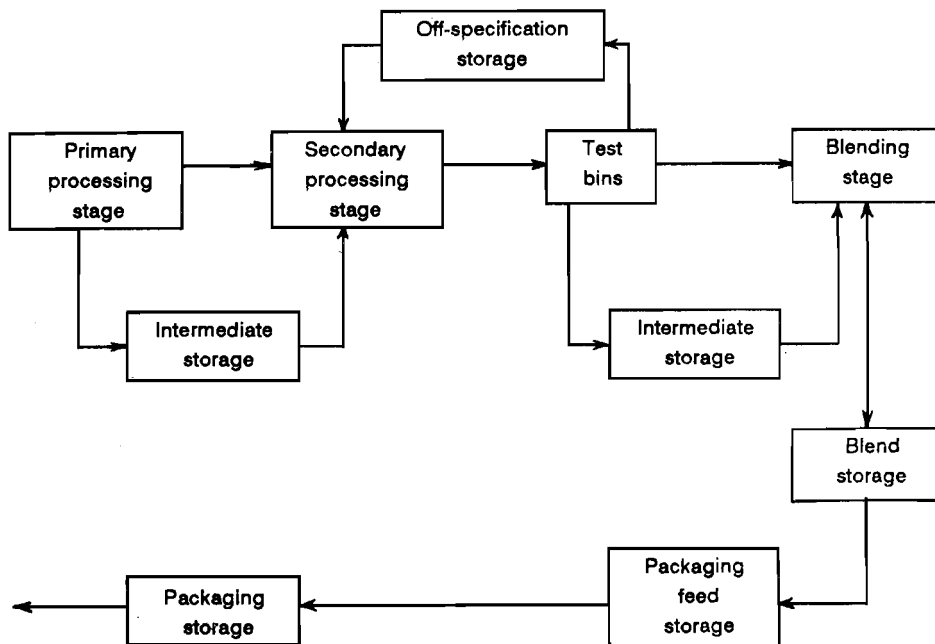 Off-specification
storage
Primary
processing
stage
Secondary
processing
stage
Test
bins
Blending
stage
Intermediate
storage
Intermediate
storage
Blend
storage
Packaging
feed
storage
Packaging
storage